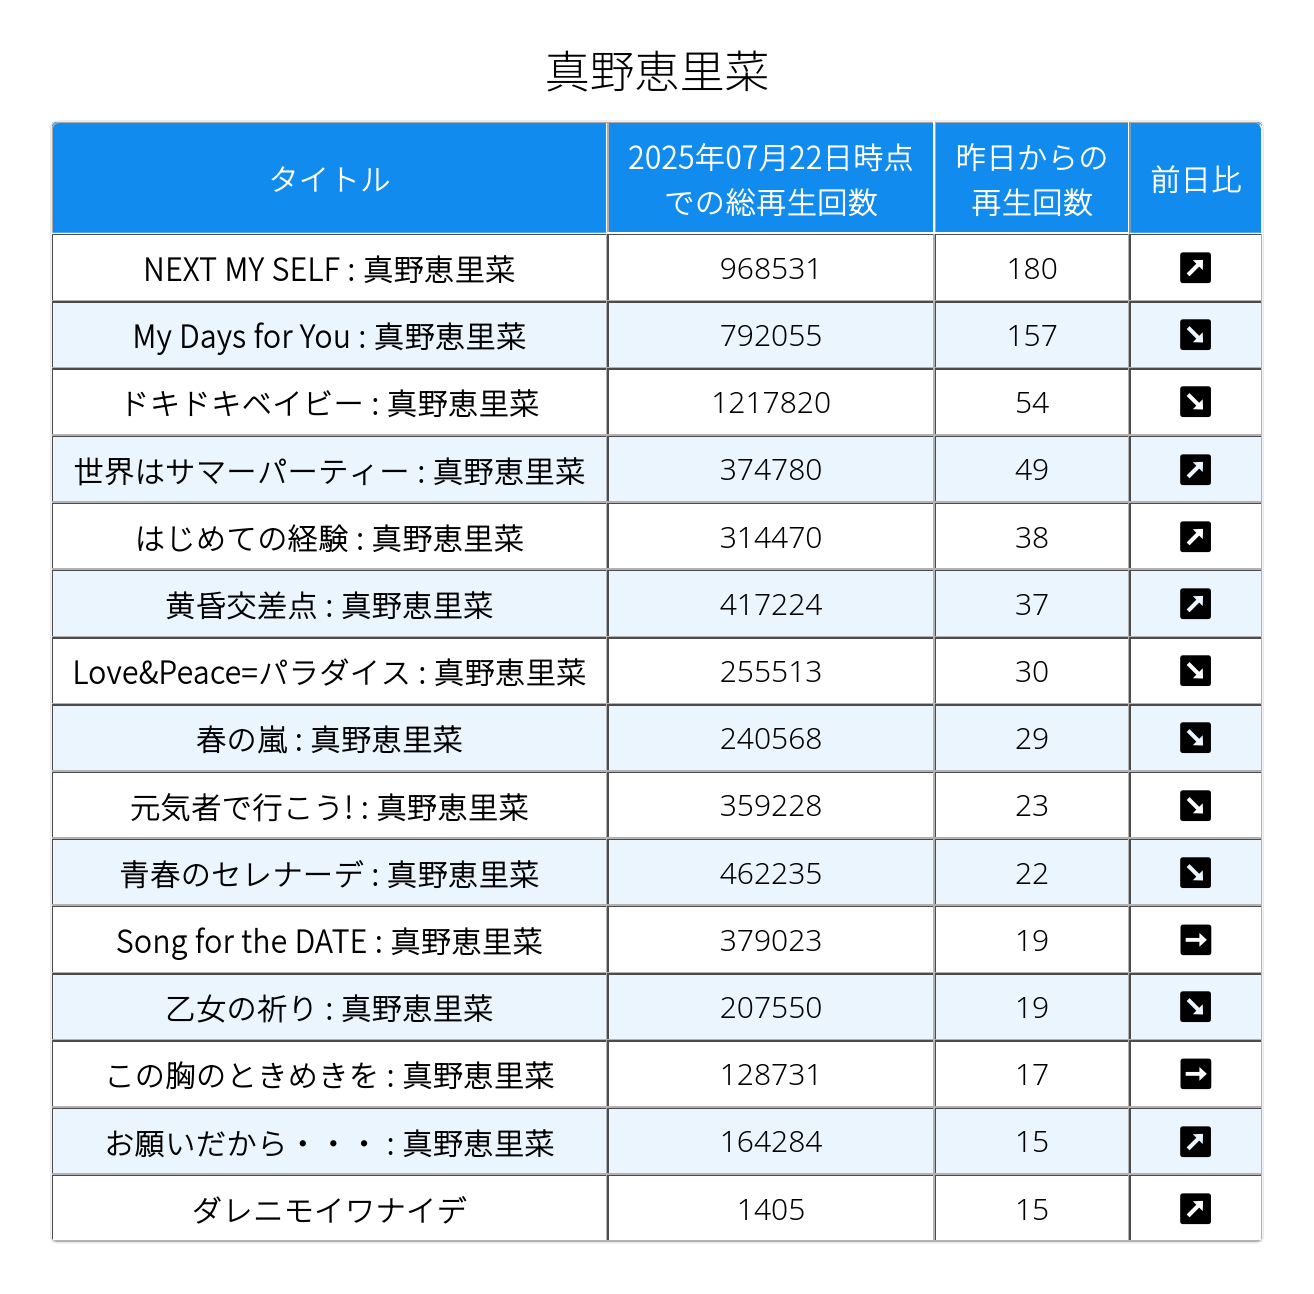 真野恵里菜
タイトル 2025年07月22日時点での総再生回数 昨日からの再生回数 前日比
NEXT MY SELF : 真野恵里菜 968531 180 ↗
My Days for You : 真野恵里菜 792055 157 ↘
ドキドキベイビー : 真野恵里菜 1217820 54 ↘
世界はサマーパーティー : 真野恵里菜 374780 49 ↗
はじめての経験 : 真野恵里菜 314470 38 ↗
黄昏交差点 : 真野恵里菜 417224 37 ↗
Love&Peace=パラダイス : 真野恵里菜 255513 30 ↘
春の嵐 : 真野恵里菜 240568 29 ↘
元気者で行こう! : 真野恵里菜 359228 23 ↘
青春のセレナーデ : 真野恵里菜 462235 22 ↘
Song for the DATE : 真野恵里菜 379023 19 →
乙女の祈り : 真野恵里菜 207550 19 ↘
この胸のときめきを : 真野恵里菜 128731 17 →
お願いだから・・・ : 真野恵里菜 164284 15 ↗
ダレニモイワナイデ 1405 15 ↗